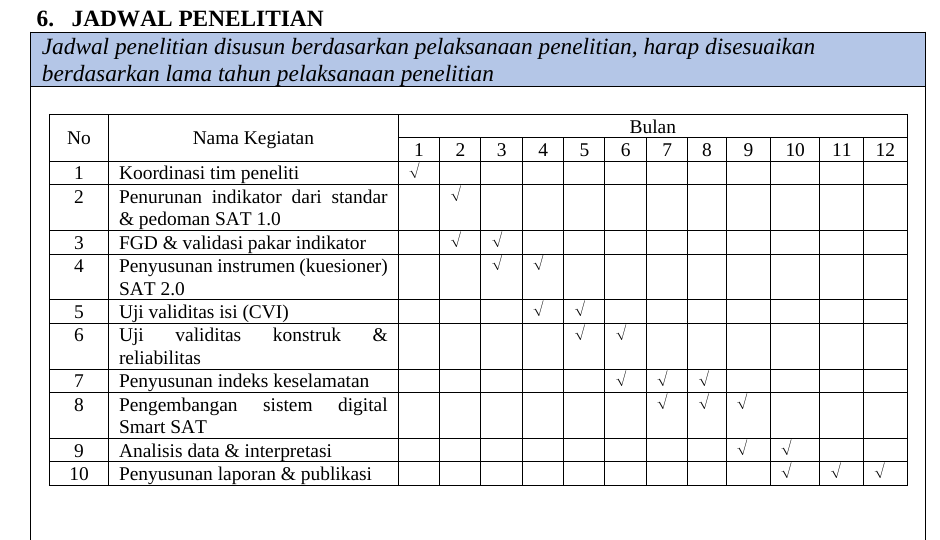 6. JADWAL PENELITIAN
Jadwal penelitian disusun berdasarkan pelaksanaan penelitian, harap disesuaikan
berdasarkan lama tahun pelaksanaan penelitian
No Nama Kegiatan Bulan
1 2 3 4 5 6 7 8 9 10 11 12
1 Koordinasi tim peneliti √
2 Penurunan indikator dari standar √
& pedoman SAT 1.0
3 FGD & validasi pakar indikator √ √
4 Penyusunan instrumen (kuesioner) √ √
SAT 2.0
5 Uji validitas isi (CVI) √ √
6 Uji validitas konstruk & √ √
reliabilitas
7 Penyusunan indeks keselamatan √ √ √
8 Pengembangan sistem digital √ √ √
Smart SAT
9 Analisis data & interpretasi √ √
10 Penyusunan laporan & publikasi √ √ √